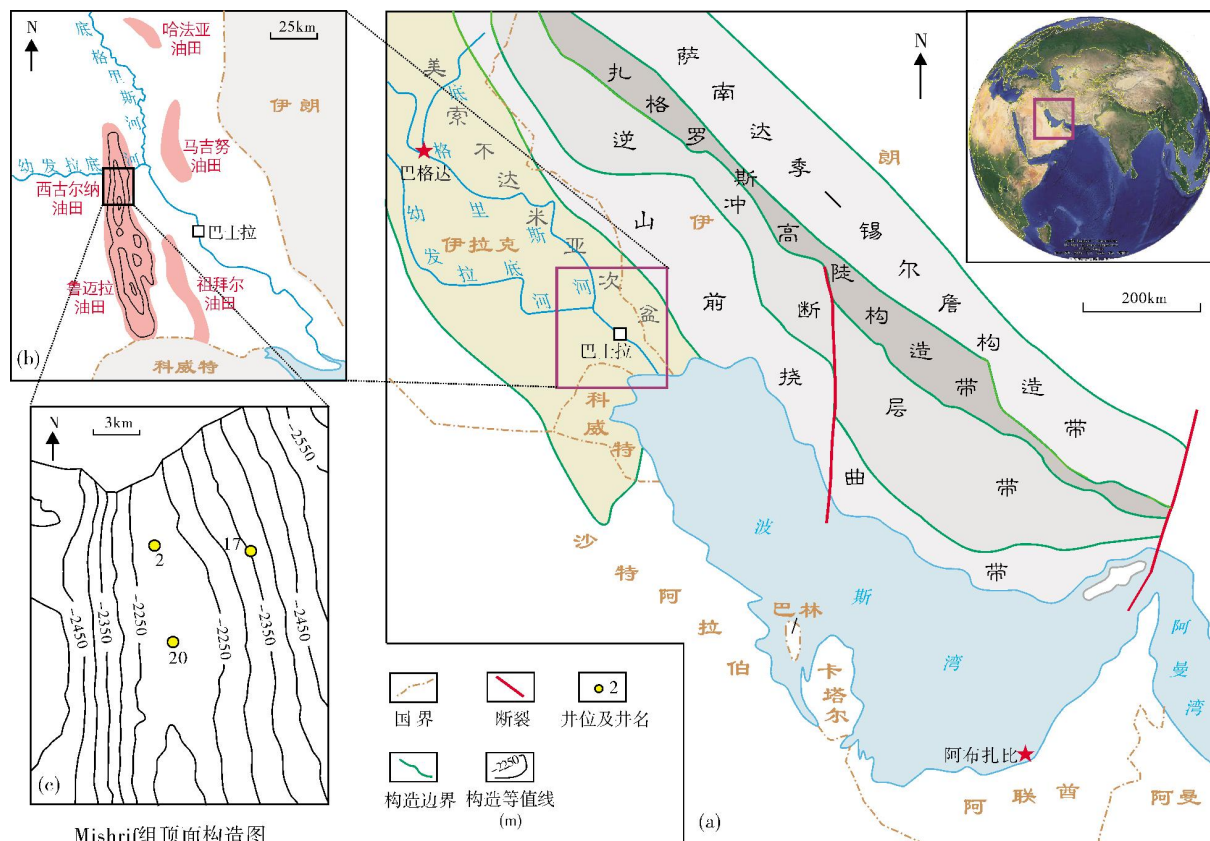 (b)
N
25km
底格里斯河
哈法亚
油田
伊朗
马吉努
油田
幼发拉底河
西古尔纳
油田
巴士拉
鲁迈拉
油田
祖拜尔
油田
科威特
(c)
N
3km
-2550
2
17
20
-2450
-2350
-2250
-2250
-2350
-2450
Mishrif组顶面构造图
(a)
N
200km
美索不达米亚次盆
底格里斯河
巴格达
伊拉克
幼发拉底河
巴士拉
科威特
山前挠曲带
逆冲断层带
扎格罗斯高陡构造带
萨南达季—锡尔詹构造带
伊朗
波斯湾
沙特阿拉伯
巴林
卡塔尔
阿布扎比
阿联酋
阿曼
阿曼湾
国界
断裂
2
井位及井名
构造边界
-2250
构造等值线
(m)